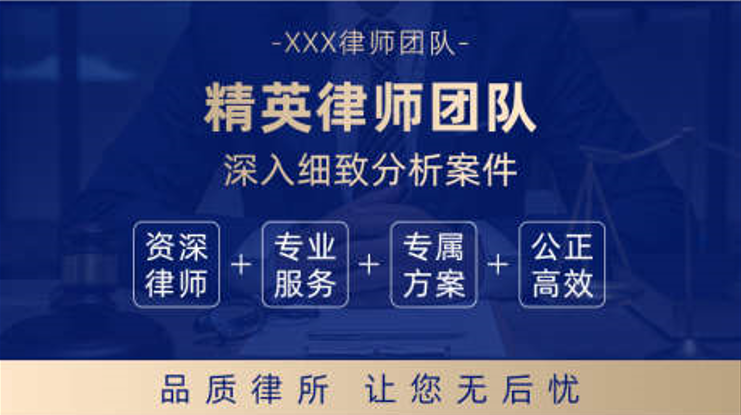 -XXX律师团队-
精英律师团队
深入细致分析案件
资深 专业 专属 公正
律师 + 服务 + 方案 + 高效
品质律所 让您无后忧